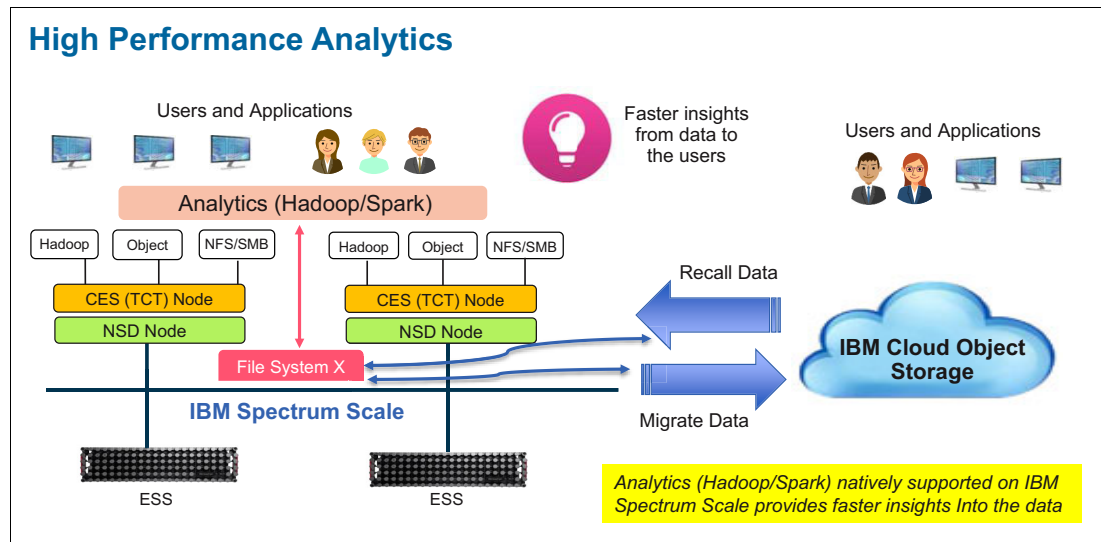 High Performance Analytics
Users and Applications
Faster insights
from data to
the users
Users and Applications
Analytics (Hadoop/Spark)
Hadoop
Object
NFS/SMB
Hadoop
Object
NFS/SMB
CES (TCT) Node
CES (TCT) Node
NSD Node
NSD Node
Recall Data
File System X
IBM Cloud Object
Storage
IBM Spectrum Scale
Migrate Data
ESS
ESS
Analytics (Hadoop/Spark) natively supported on IBM
Spectrum Scale provides faster insights Into the data